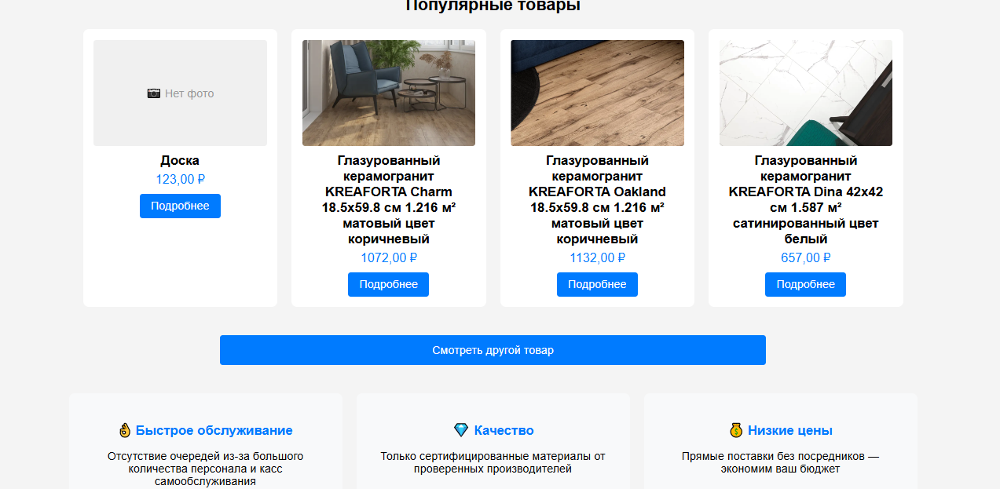 Популярные товары
Нет фото
Доска
123,00 ₽
Подробнее
Глазурованный
керамогранит
KREAFORTA Charm
18.5x59.8 см 1.216 м²
матовый цвет
коричневый
1072,00 ₽
Подробнее
Глазурованный
керамогранит
KREAFORTA Oakland
18.5x59.8 см 1.216 м²
матовый цвет
коричневый
1132,00 ₽
Подробнее
Глазурованный
керамогранит
KREAFORTA Dina 42x42
см 1.587 м²
сатинированный цвет
белый
657,00 ₽
Подробнее
Смотреть другой товар
Быстрое обслуживание
Отсутствие очередей из-за большого
количества персонала и касс
самообслуживания
Качество
Только сертифицированные материалы от
проверенных производителей
Низкие цены
Прямые поставки без посредников —
экономим ваш бюджет